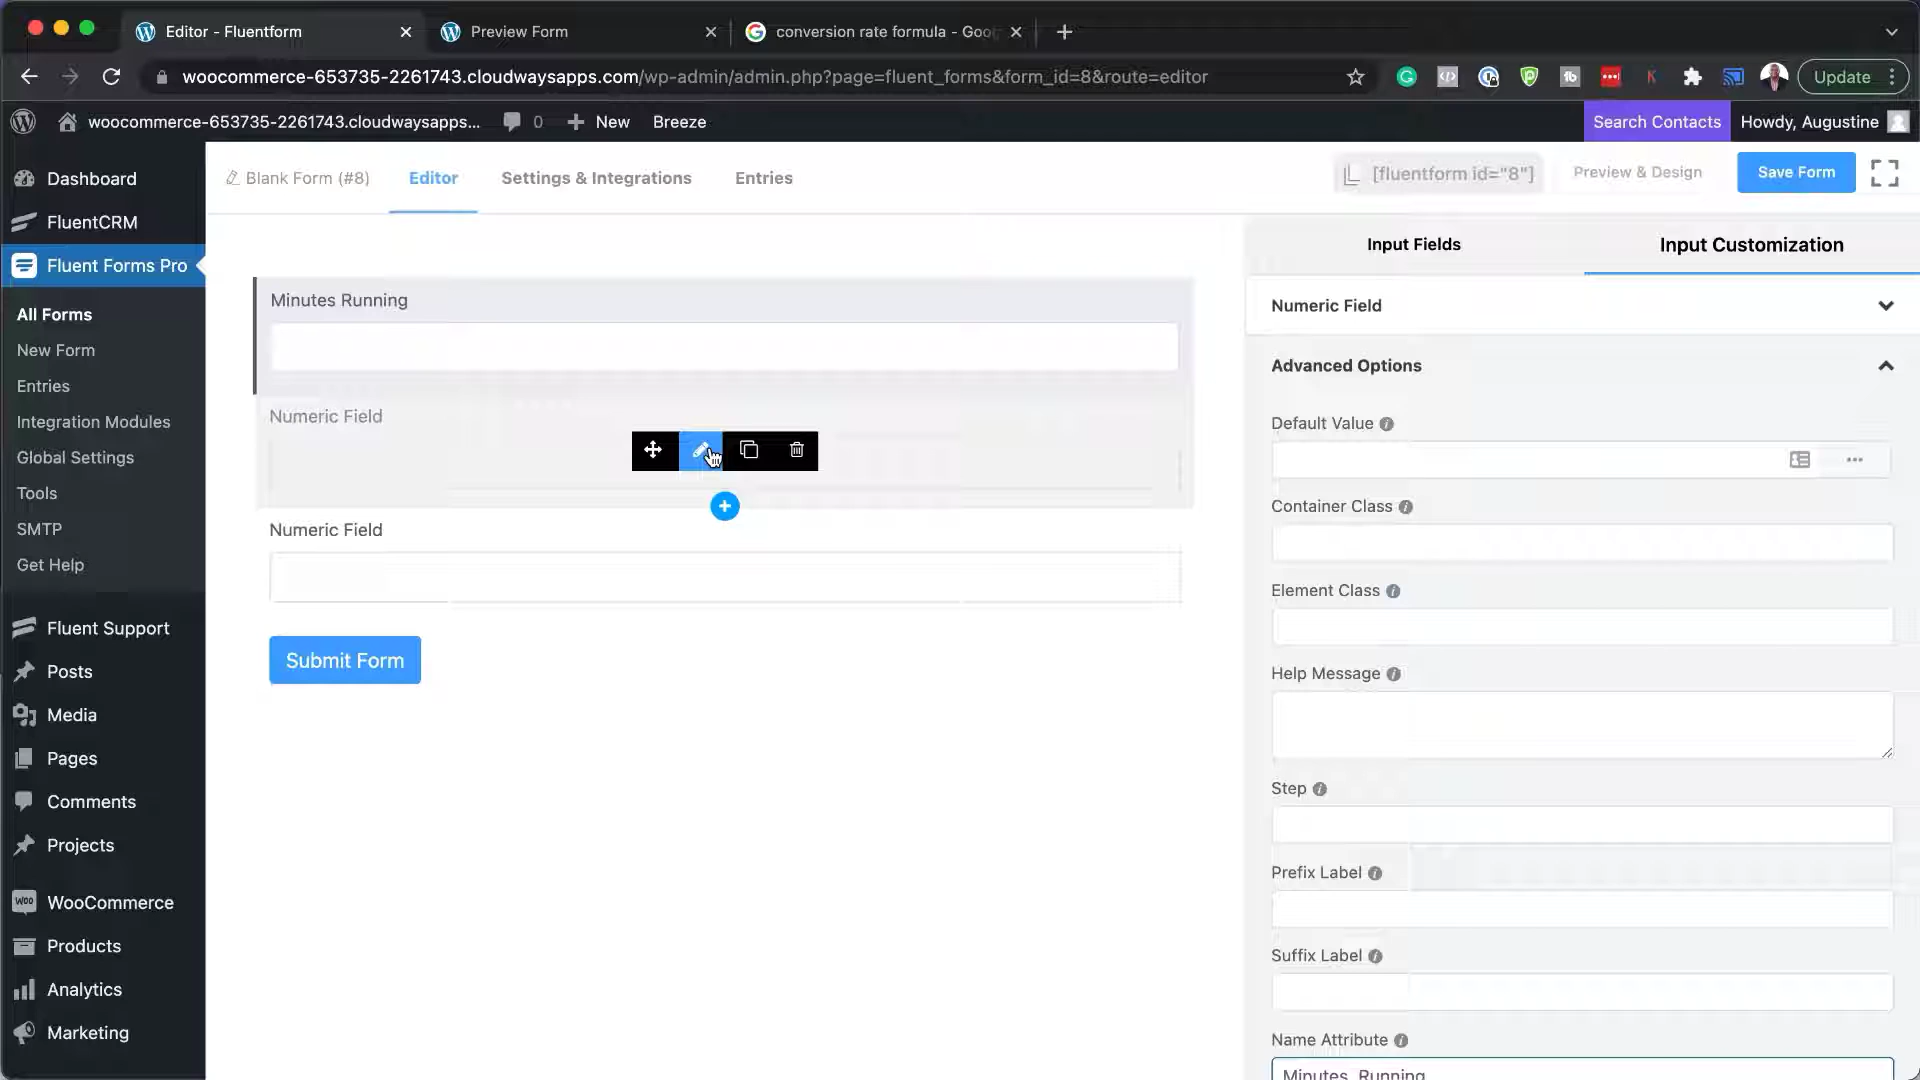 Editor - Fluentform
Preview Form
conversion rate formula - Goo
woocommerce-653735-2261743.cloudwaysapps.com/wp-admin/admin.php?page=fluent_forms&form_id=8&route=editor
Update
woocommerce-653735-2261743.cloudwaysapps...
0
New
Breeze
Search Contacts
Howdy, Augustine
Dashboard
FluentCRM
Fluent Forms Pro
All Forms
New Form
Entries
Integration Modules
Global Settings
Tools
SMTP
Get Help
Fluent Support
Posts
Media
Pages
Comments
Projects
WooCommerce
Products
Analytics
Marketing
Blank Form (#8)
Editor
Settings & Integrations
Entries
[fluentform id="8"]
Preview & Design
Save Form
Minutes Running
Numeric Field
Numeric Field
Submit Form
Input Fields
Input Customization
Numeric Field
Advanced Options
Default Value
Container Class
Element Class
Help Message
Step
Prefix Label
Suffix Label
Name Attribute
Minutes_Running